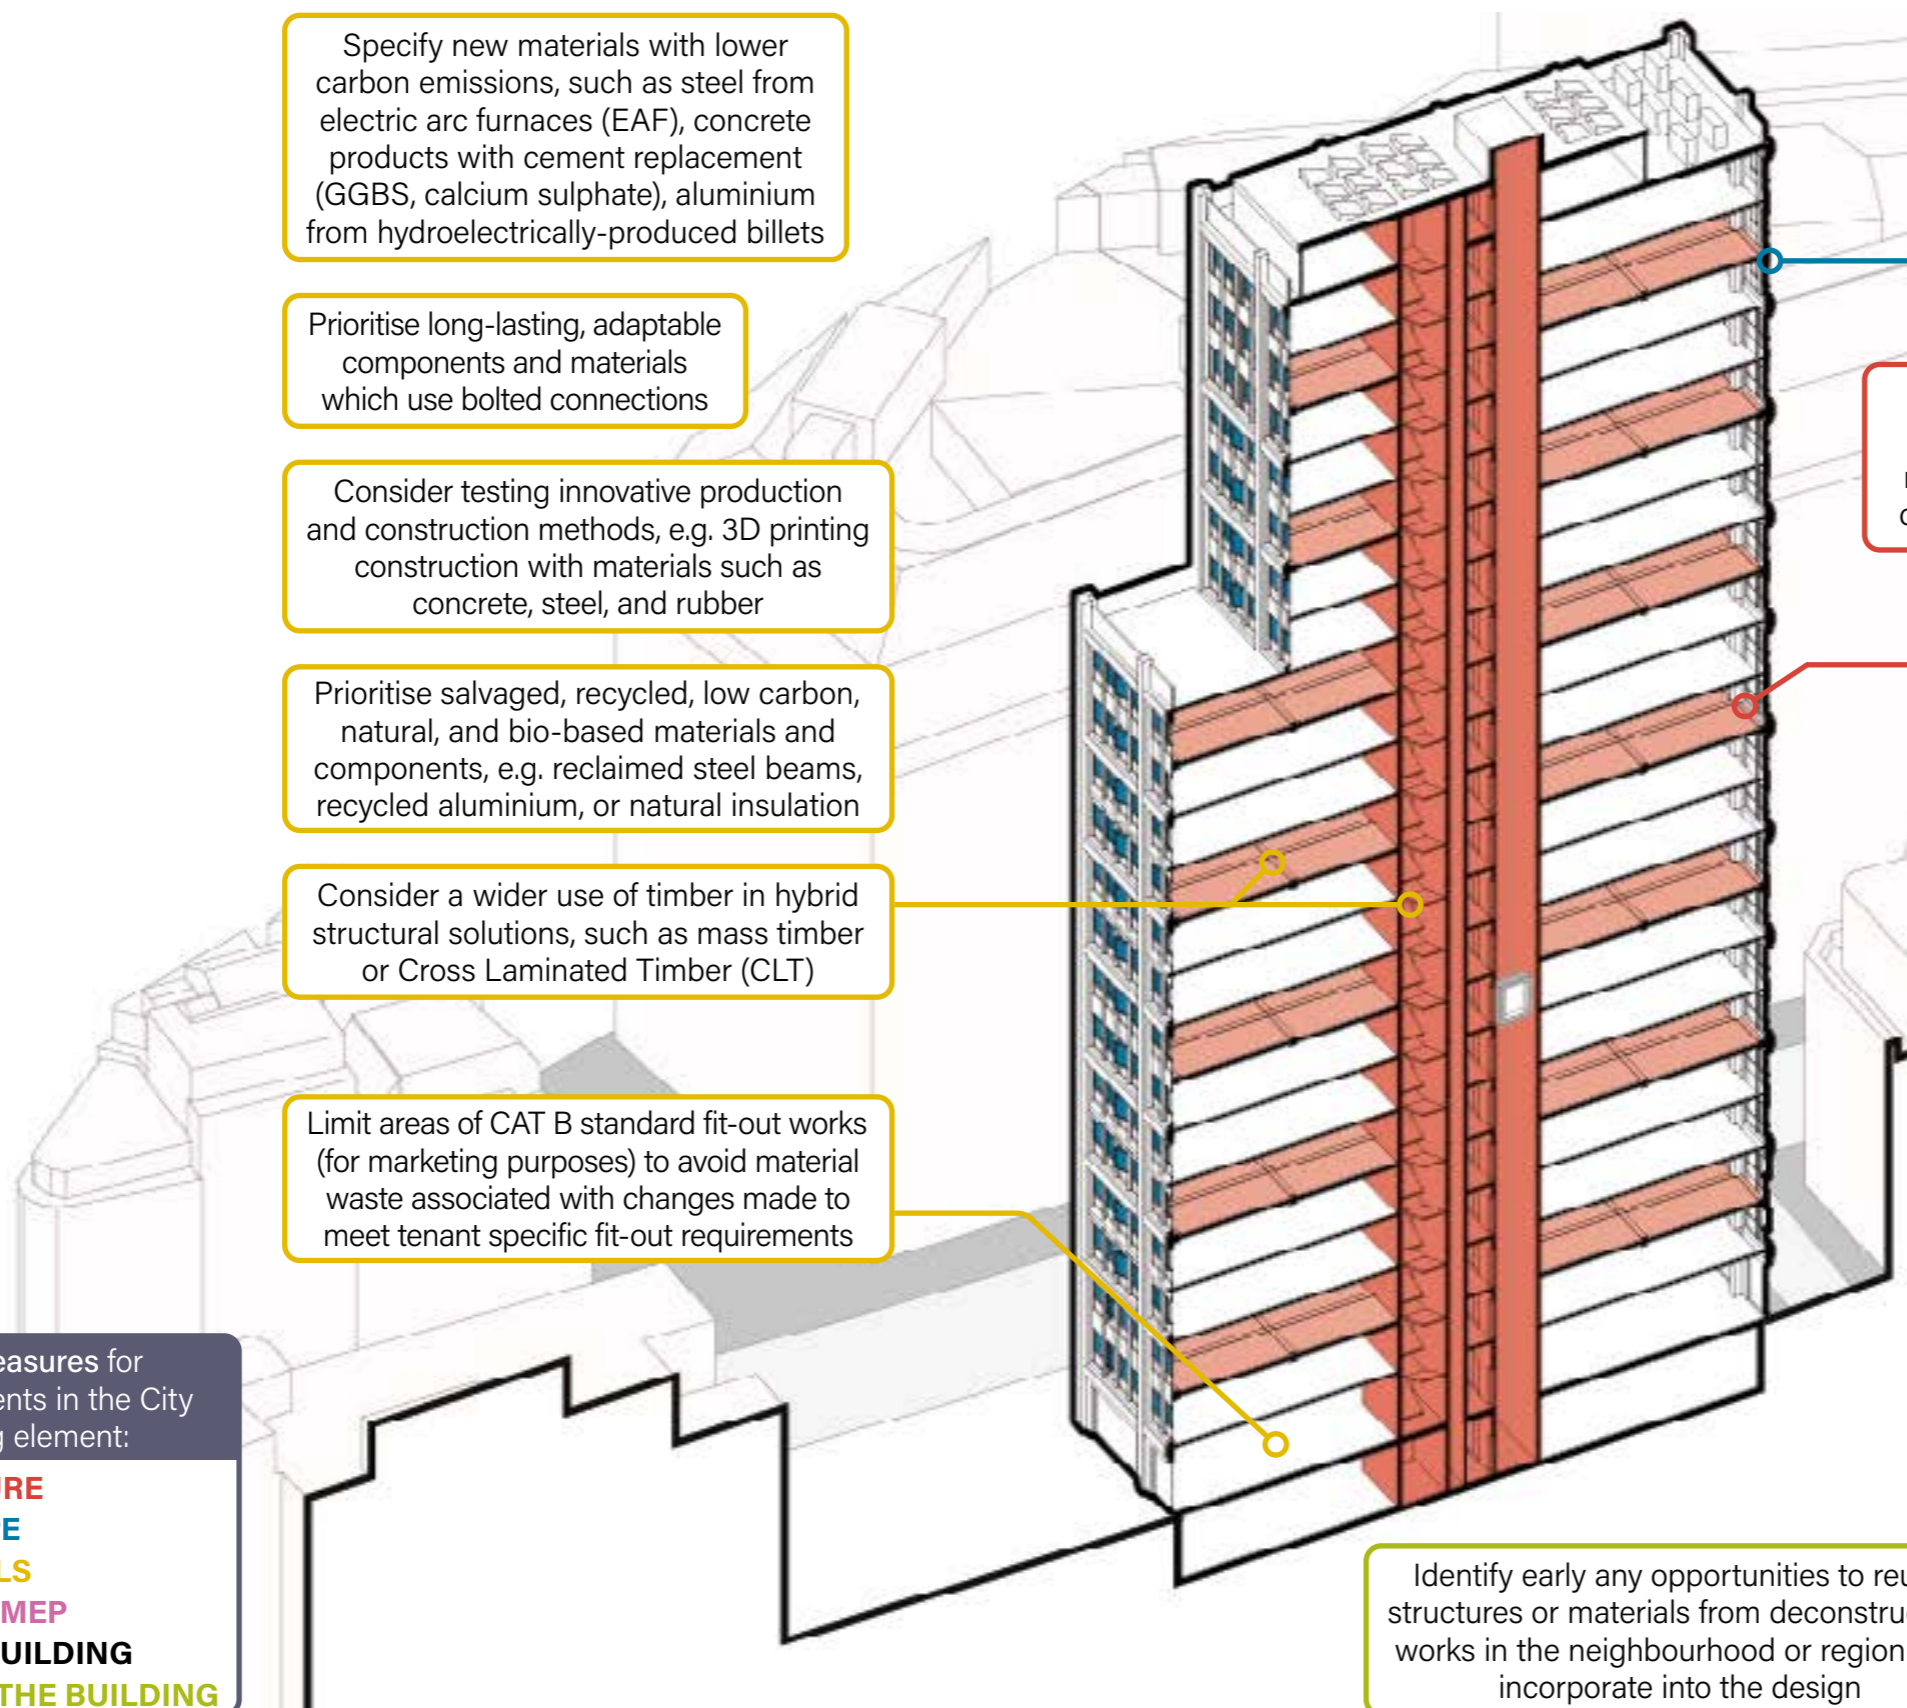 Specify new materials with lower
carbon emissions, such as steel from
electric arc furnaces (EAF), concrete
products with cement replacement
(GGBS, calcium sulphate), aluminium
from hydroelectrically-produced billets
Prioritise long-lasting, adaptable
components and materials
which use bolted connections
Consider testing innovative production
and construction methods, e.g. 3D printing
construction with materials such as
concrete, steel, and rubber
Prioritise salvaged, recycled, low carbon,
natural, and bio-based materials and
components, e.g. reclaimed steel beams,
recycled aluminium, or natural insulation
Consider a wider use of timber in hybrid
structural solutions, such as mass timber
or Cross Laminated Timber (CLT)
Limit areas of CAT B standard fit-out works
(for marketing purposes) to avoid material
waste associated with changes made to
meet tenant specific fit-out requirements
easures for
ents in the City
g element:
URE
PE
LS
MEP
UILDING
THE BUILDING
Identify early any opportunities to reu
structures or materials from deconstru
works in the neighbourhood or region
incorporate into the design